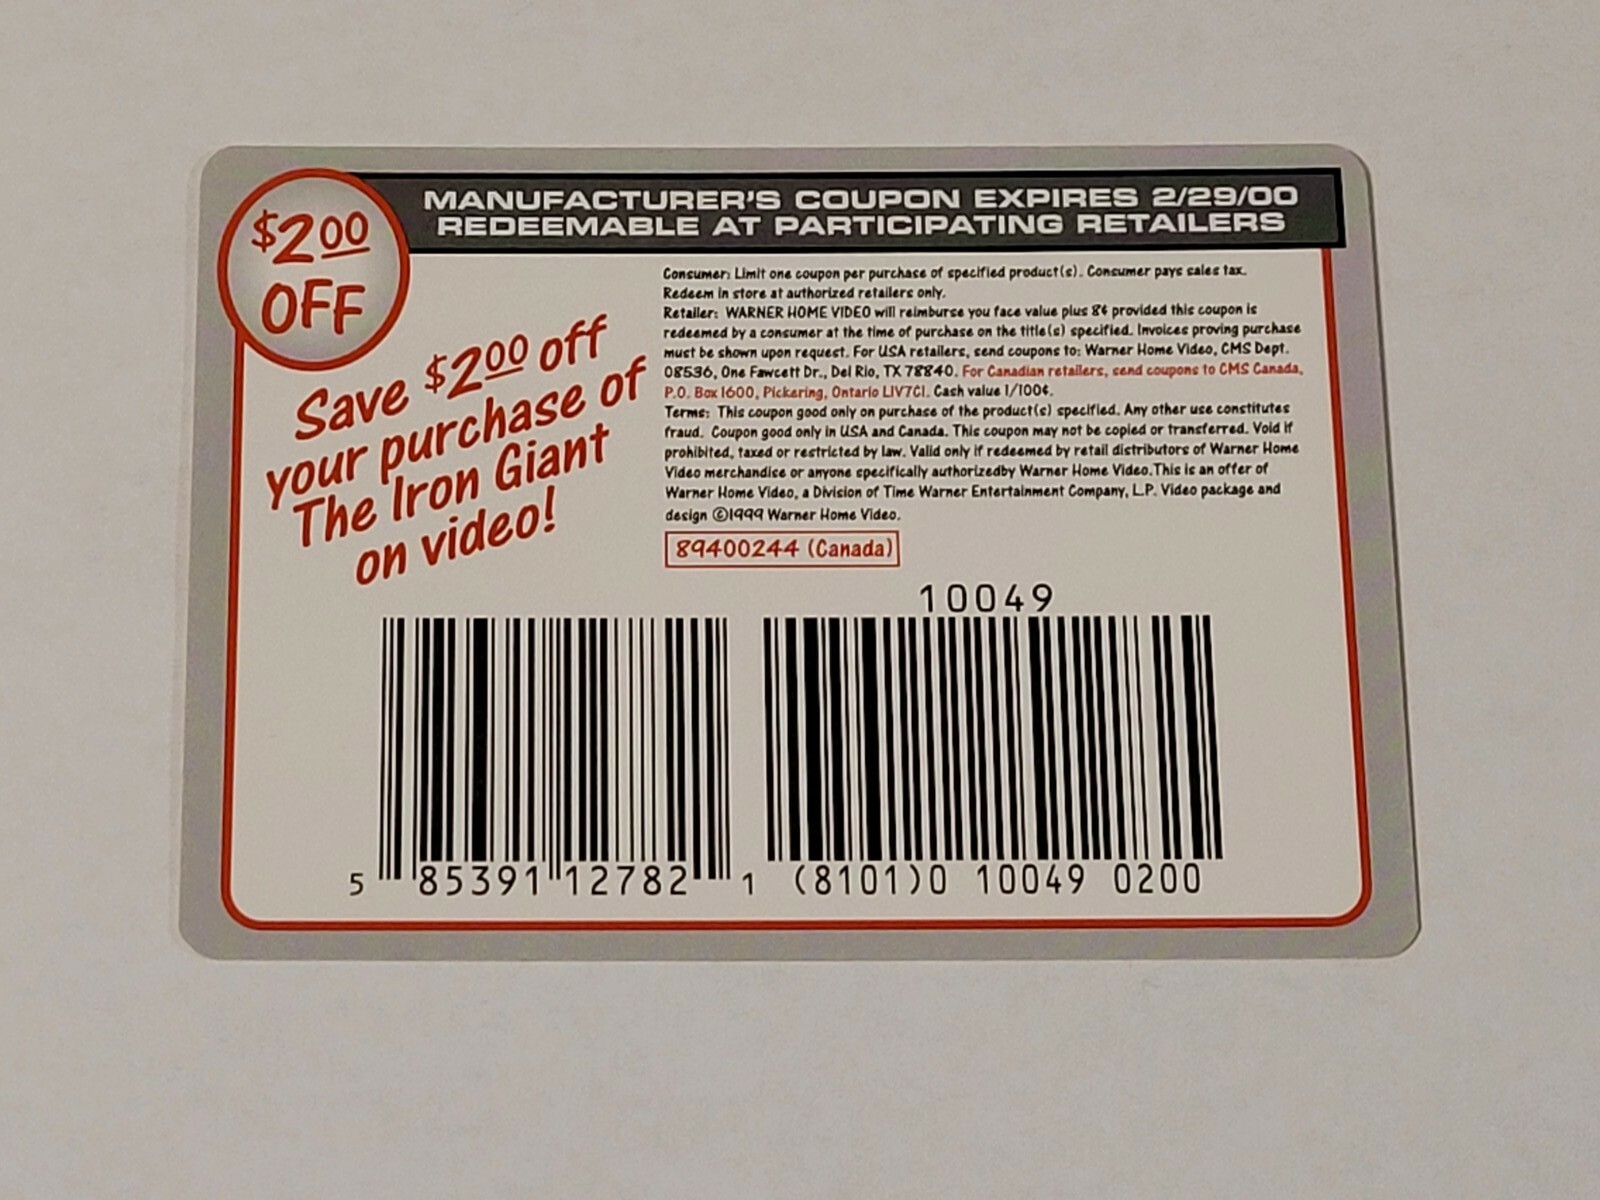 $2.00
OFF
MANUFACTURER'S COUPON EXPIRES 2/29/00
REDEEMABLE AT PARTICIPATING RETAILERS
Save $2.00 off
your purchase of
The Iron Giant
on video!
Consumer: Limit one coupon per purchase of specified product(s). Consumer pays sales tax.
Redeem in store at authorized retailers only.
Retailer: WARNER HOME VIDEO will reimburse you face value plus 8¢ provided this coupon is
redeemed by a consumer at the time of purchase on the title(s) specified. Invoices proving purchase
must be shown upon request. For USA retailers, send coupons to: Warner Home Video, CMS Dept.
08536, One Fawcett Dr., Del Rio, TX 78840. For Canadian retailers, send coupons to CMS Canada,
P.O. Box 1600, Pickering, Ontario L1V7C1. Cash value 1/100¢.
Terms: This coupon good only on purchase of the product(s) specified. Any other use constitutes
fraud. Coupon good only in USA and Canada. This coupon may not be copied or transferred. Void if
prohibited, taxed or restricted by law. Valid only if redeemed by retail distributors of Warner Home
Video merchandise or anyone specifically authorizedby Warner Home Video.This is an offer of
Warner Home Video, a Division of Time Warner Entertainment Company, L.P. Video package and
design ©1999 Warner Home Video.
89400244 (Canada)
10049
5 85391 12782 1 (8101)0 10049 0200